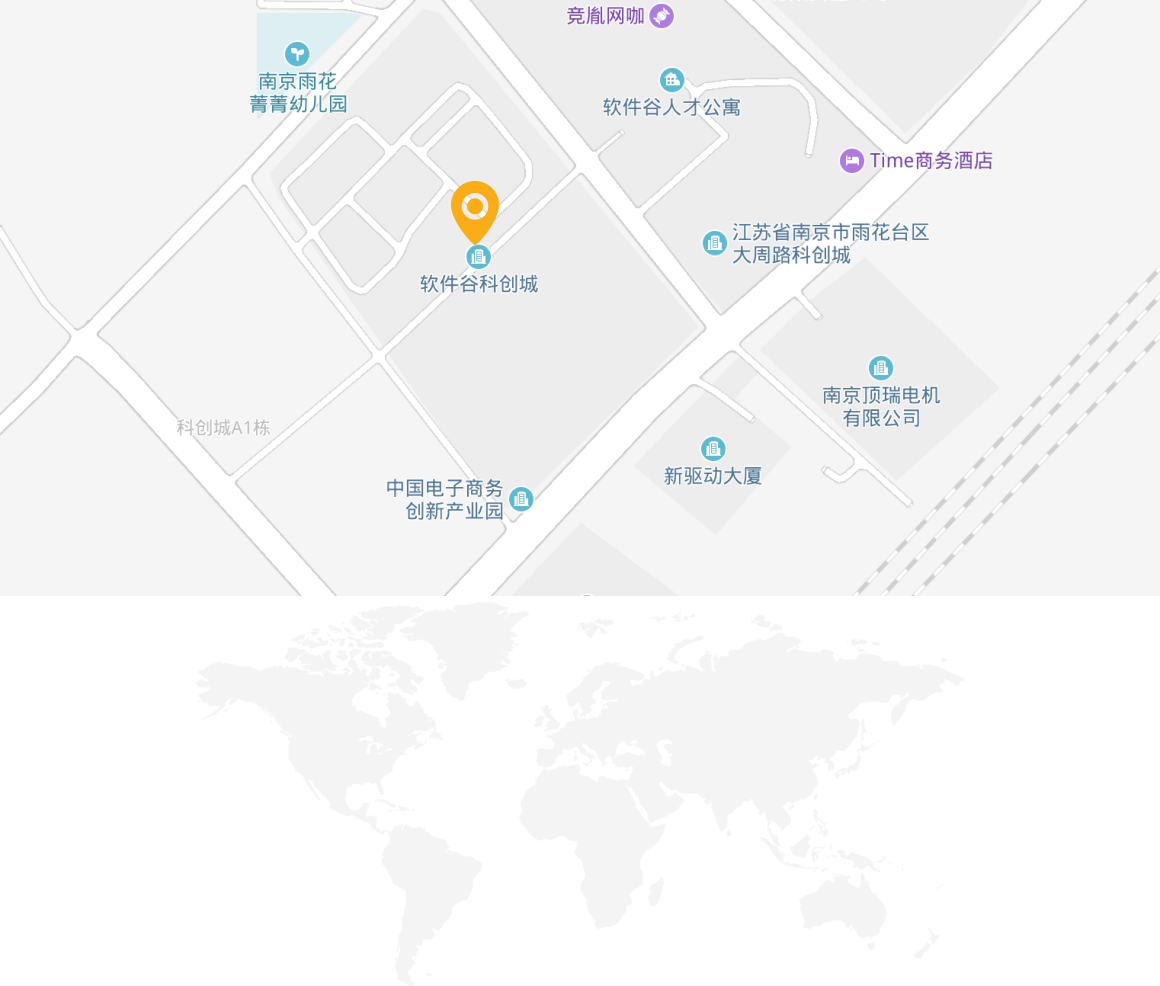 竞胤网咖
南京雨花
菁菁幼儿园
软件谷人才公寓
Time商务酒店
江苏省南京市雨花台区
大周路科创城
软件谷科创城
南京顶瑞电机
有限公司
科创城A1栋
新驱动大厦
中国电子商务
创新产业园